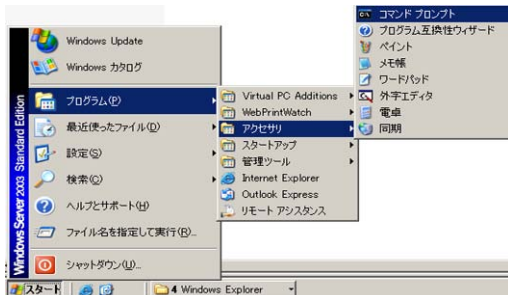 Windows Update
Windows カタログ
プログラム(P)
最近使ったファイル(D)
設定(S)
検索(C)
ヘルプとサポート(H)
ファイル名を指定して実行(R)...
シャットダウン(U)...
Windows Server 2003 Standard Edition
Virtual PC Additions
WebPrintWatch
アクセサリ
スタートアップ
管理ツール
Internet Explorer
Outlook Express
リモート アシスタンス
コマンド プロンプト
プログラム互換性ウィザード
ペイント
メモ帳
ワードパッド
外字エディタ
電卓
同期
スタート
4 Windows Explorer